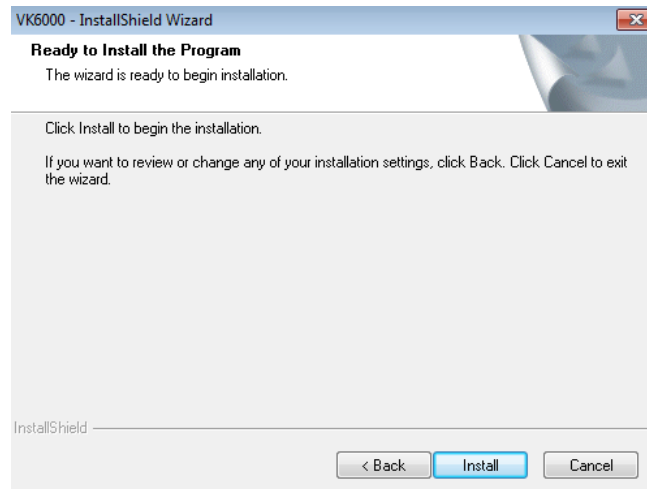 VK6000 - InstallShield Wizard
Ready to Install the Program
The wizard is ready to begin installation.
Click Install to begin the installation.
If you want to review or change any of your installation settings, click Back. Click Cancel to exit
the wizard.
InstallShield
< Back
Install
Cancel